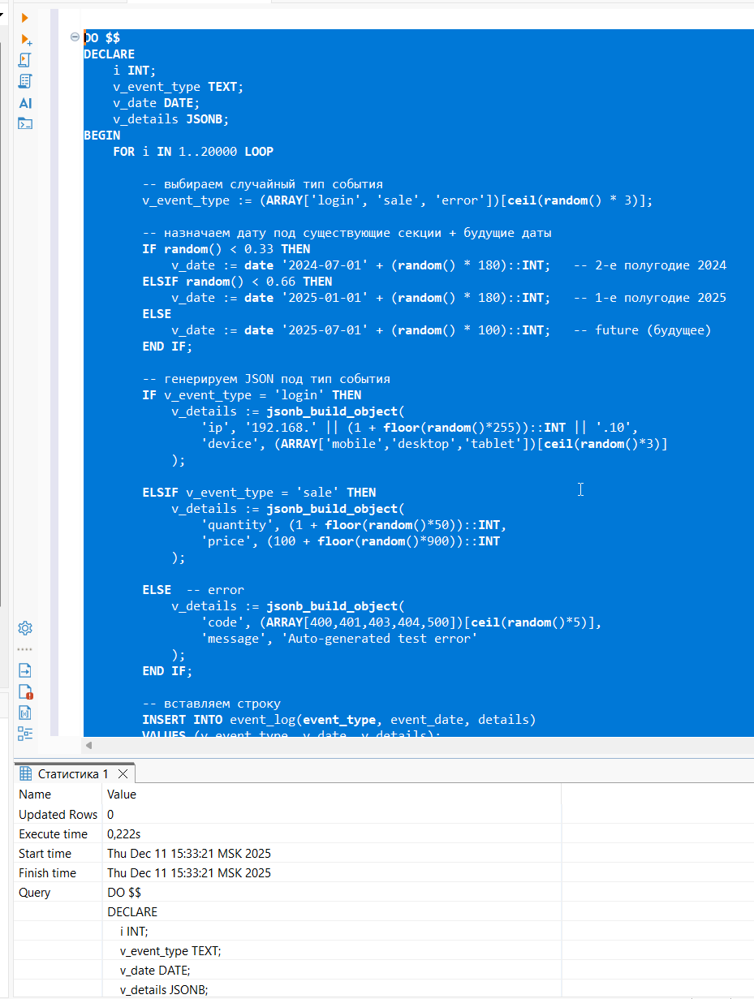 DO $$
DECLARE
    i INT;
    v_event_type TEXT;
    v_date DATE;
    v_details JSONB;
BEGIN
    FOR i IN 1..20000 LOOP

        -- выбираем случайный тип события
        v_event_type := (ARRAY['login', 'sale', 'error'])[ceil(random() * 3)];

        -- назначаем дату под существующие секции + будущие даты
        IF random() < 0.33 THEN
            v_date := date '2024-07-01' + (random() * 180)::INT;   -- 2-е полугодие 2024
        ELSIF random() < 0.66 THEN
            v_date := date '2025-01-01' + (random() * 180)::INT;   -- 1-е полугодие 2025
        ELSE
            v_date := date '2025-07-01' + (random() * 100)::INT;   -- future (будущее)
        END IF;

        -- генерируем JSON под тип события
        IF v_event_type = 'login' THEN
            v_details := jsonb_build_object(
                'ip', '192.168.' || (1 + floor(random()*255))::INT || '.10',
                'device', (ARRAY['mobile','desktop','tablet'])[ceil(random()*3)]
            );

        ELSIF v_event_type = 'sale' THEN
            v_details := jsonb_build_object(
                'quantity', (1 + floor(random()*50))::INT,
                'price', (100 + floor(random()*900))::INT
            );

        ELSE  -- error
            v_details := jsonb_build_object(
                'code', (ARRAY[400,401,403,404,500])[ceil(random()*5)],
                'message', 'Auto-generated test error'
            );
        END IF;

        -- вставляем строку
        INSERT INTO event_log(event_type, event_date, details)
        VALUES (v_event_type, v_date, v_details);
AI
Статистика 1
Name Value
Updated Rows 0
Execute time 0,222s
Start time Thu Dec 11 15:33:21 MSK 2025
Finish time Thu Dec 11 15:33:21 MSK 2025
Query DO $$
DECLARE
i INT;
v_event_type TEXT;
v_date DATE;
v_details JSONB;